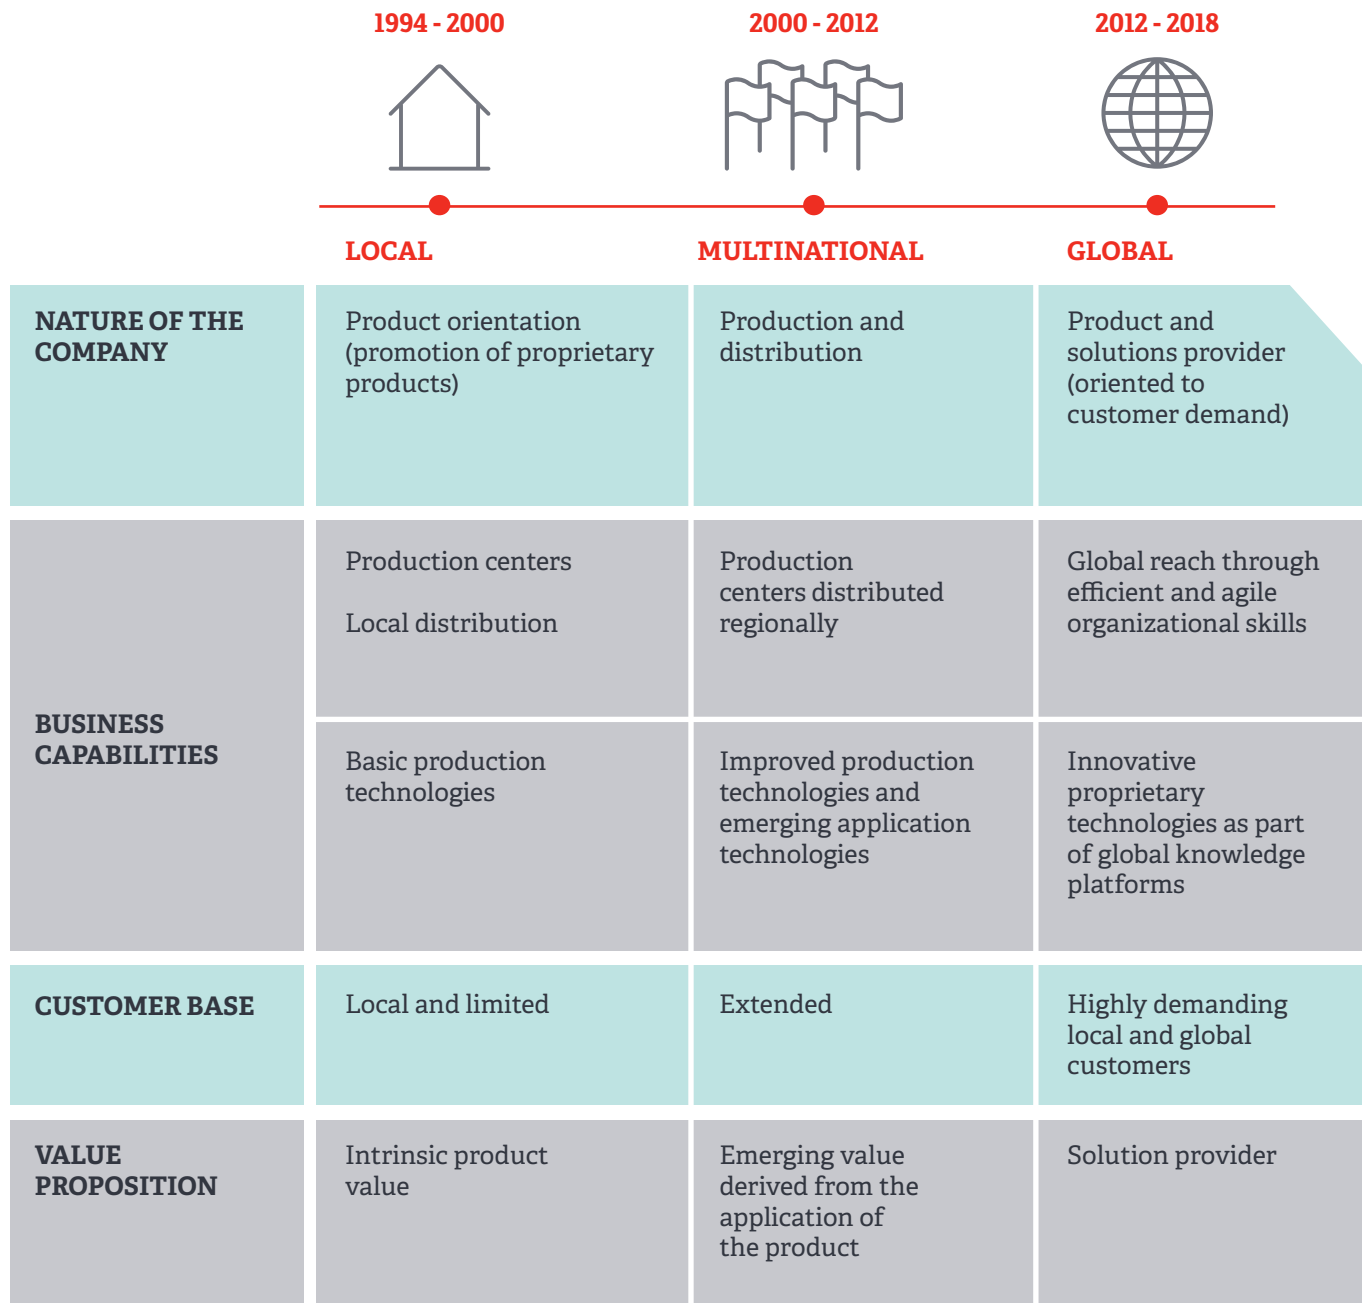 1994 - 2000
2000 - 2012
2012 - 2018
LOCAL
MULTINATIONAL
GLOBAL
NATURE OF THE
COMPANY
Product orientation
(promotion of proprietary
products)
Production and
distribution
Product and
solutions provider
(oriented to
customer demand)
BUSINESS
CAPABILITIES
Production centers
Local distribution
Production
centers distributed
regionally
Global reach through
efficient and agile
organizational skills
Basic production
technologies
Improved production
technologies and
emerging application
technologies
Innovative
proprietary
technologies as part
of global knowledge
platforms
CUSTOMER BASE
Local and limited
Extended
Highly demanding
local and global
customers
VALUE
PROPOSITION
Intrinsic product
value
Emerging value
derived from the
application of
the product
Solution provider